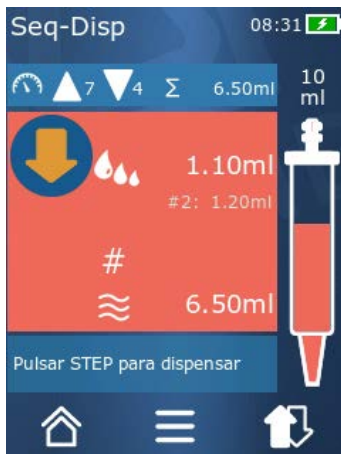 Seq-Disp 08:31
7 4 Σ 6.50ml
10
ml
1.10ml
#2: 1.20ml
#
6.50ml
Pulsar STEP para dispensar